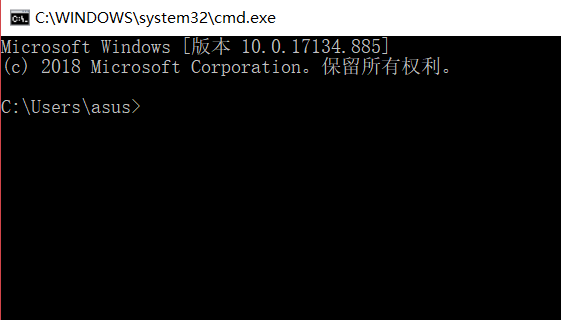 C:\WINDOWS\system32\cmd.exe
Microsoft Windows [版本 10.0.17134.885]
(c) 2018 Microsoft Corporation。保留所有权利。
C:\Users\asus>